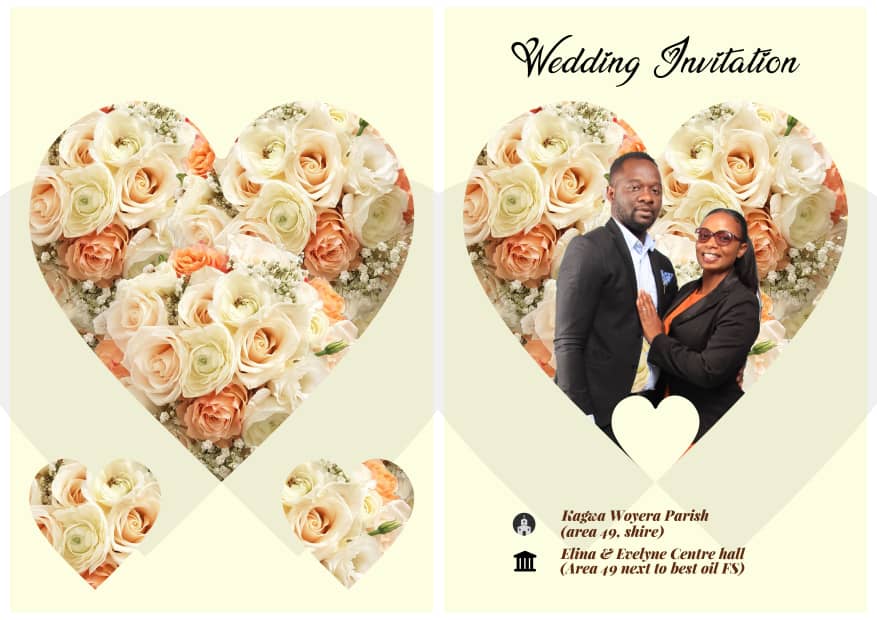 Wedding Invitation
Kagwa Woyera Parish
(area 49, shire)
Elina & Evelyne Centre hall
(Area 49 next to best oil FS)